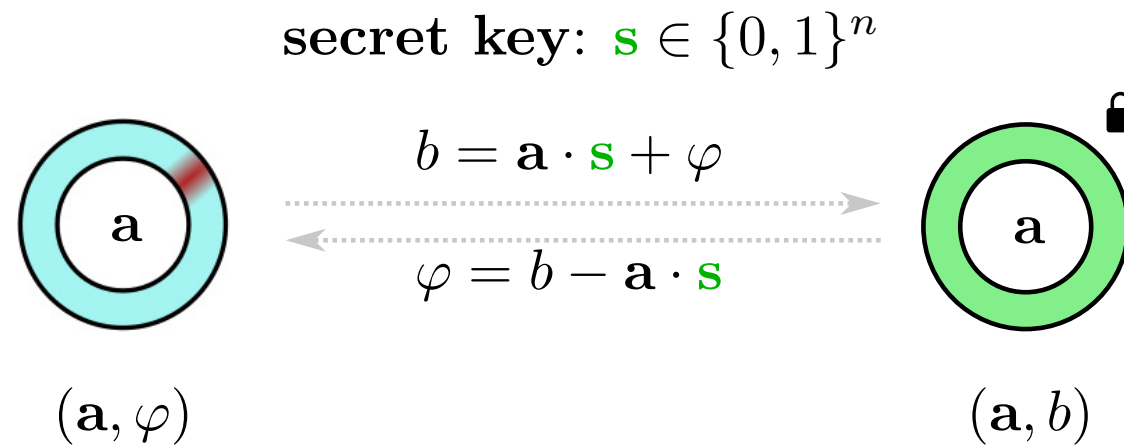 secret key: s ∈ {0, 1}ⁿ
b = a · s + φ
a
a
φ = b − a · s
(a, φ)
(a, b)